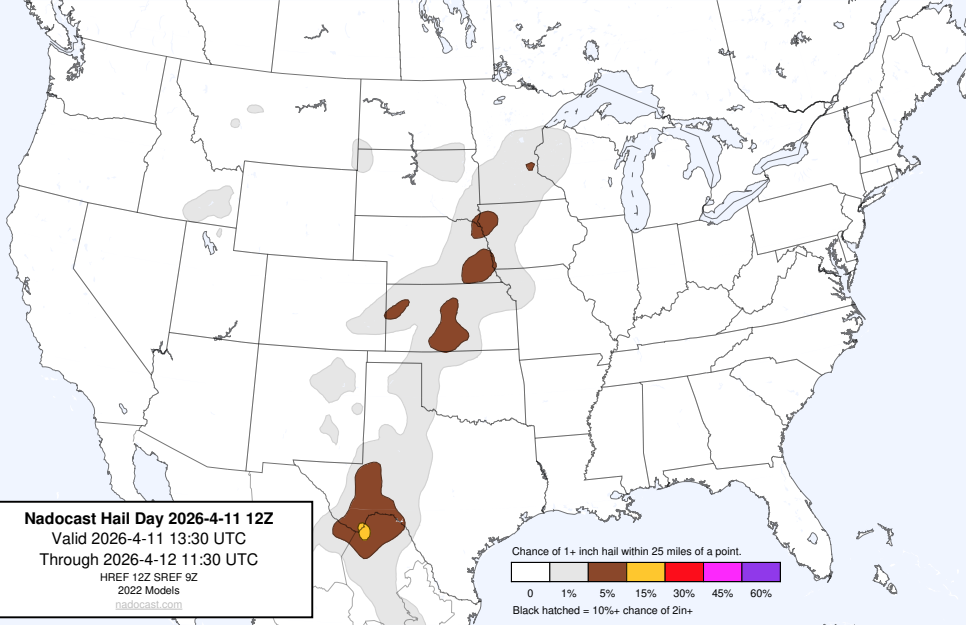 Nadocast Hail Day 2026-4-11 12Z
Valid 2026-4-11 13:30 UTC
Through 2026-4-12 11:30 UTC
HREF 12Z SREF 9Z
2022 Models
nadocast.com
Chance of 1+ inch hail within 25 miles of a point.
0 1% 5% 15% 30% 45% 60%
Black hatched = 10%+ chance of 2in+